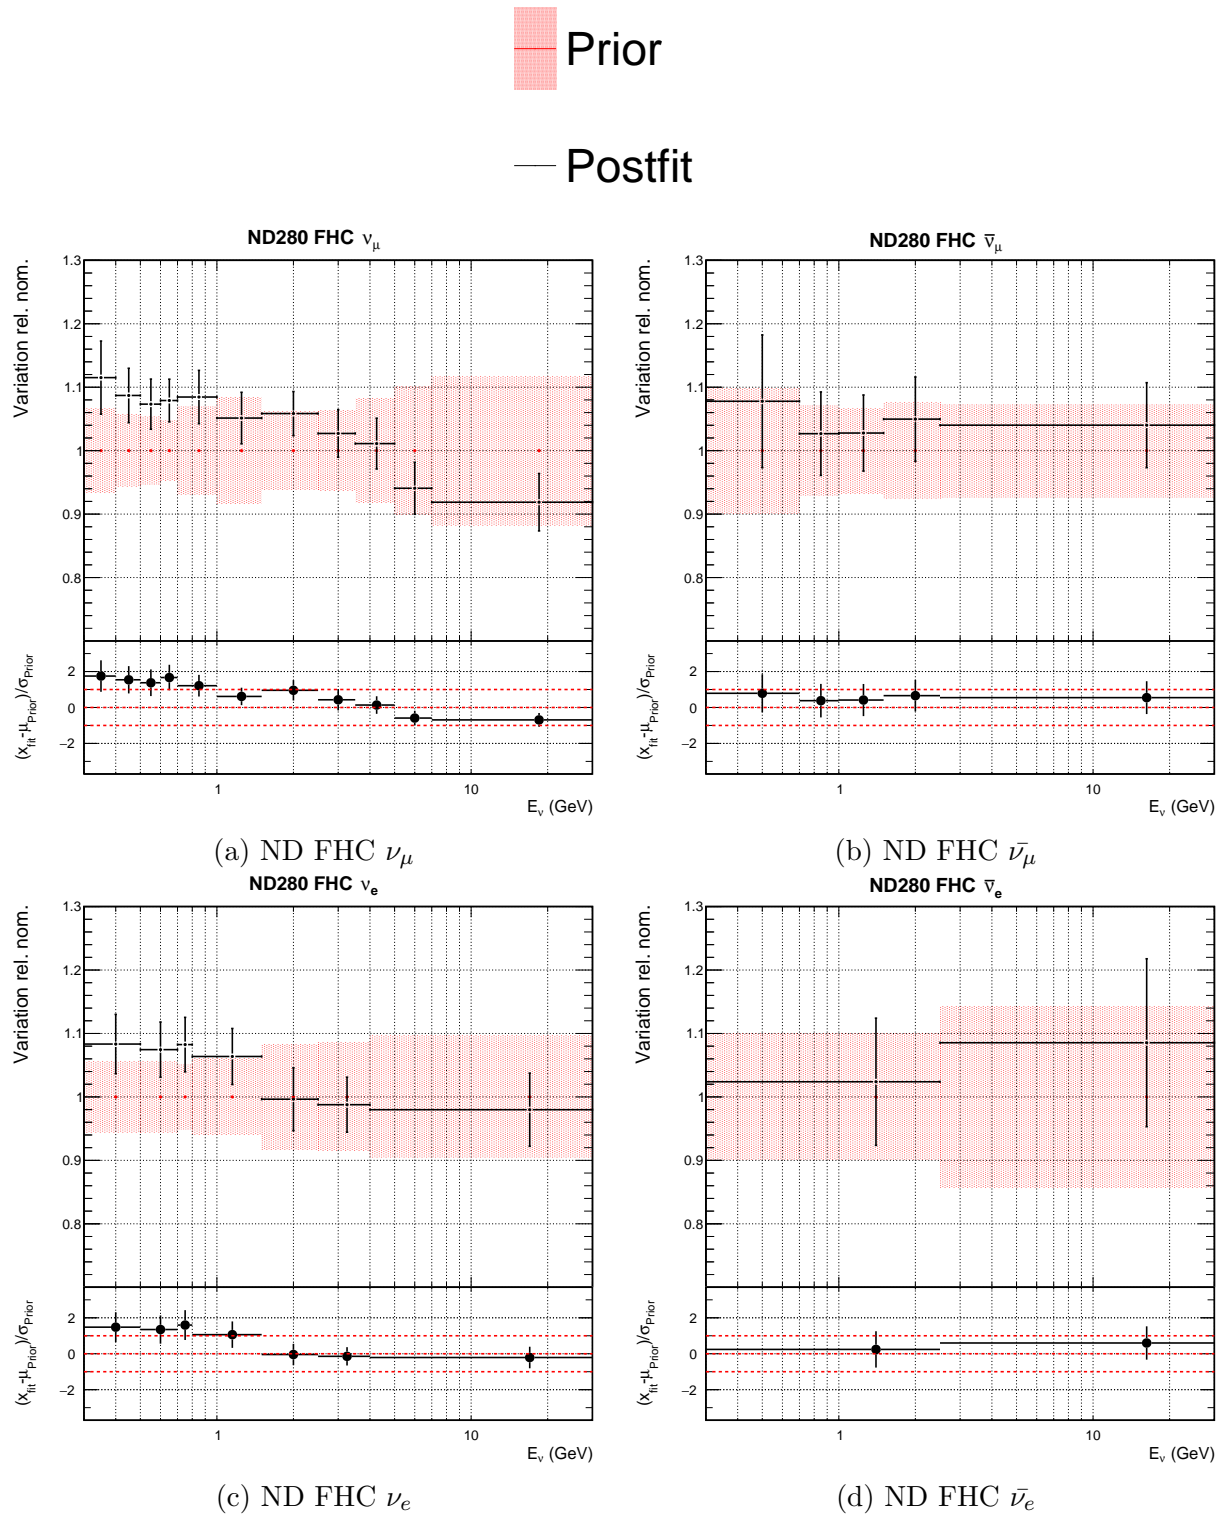 Prior
Postfit
ND280 FHC ν_μ
Variation rel. nom.
1.3
1.2
1.1
1
0.9
0.8
(x_fit-μ_Prior)/σ_Prior
2
0
−2
1
10
E_ν (GeV)
(a) ND FHC ν_μ
ND280 FHC ν̄_μ
Variation rel. nom.
1.3
1.2
1.1
1
0.9
0.8
(x_fit-μ_Prior)/σ_Prior
2
0
−2
1
10
E_ν (GeV)
(b) ND FHC ν̄_μ
ND280 FHC ν_e
Variation rel. nom.
1.3
1.2
1.1
1
0.9
0.8
(x_fit-μ_Prior)/σ_Prior
2
0
−2
1
10
E_ν (GeV)
(c) ND FHC ν_e
ND280 FHC ν̄_e
Variation rel. nom.
1.3
1.2
1.1
1
0.9
0.8
(x_fit-μ_Prior)/σ_Prior
2
0
−2
1
10
E_ν (GeV)
(d) ND FHC ν̄_e